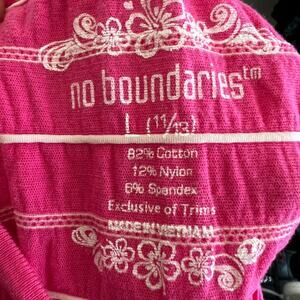 no boundaries™
L (11/13)
82% Cotton
12% Nylon
6% Spandex
Exclusive of Trims
MADE IN VIETNAM